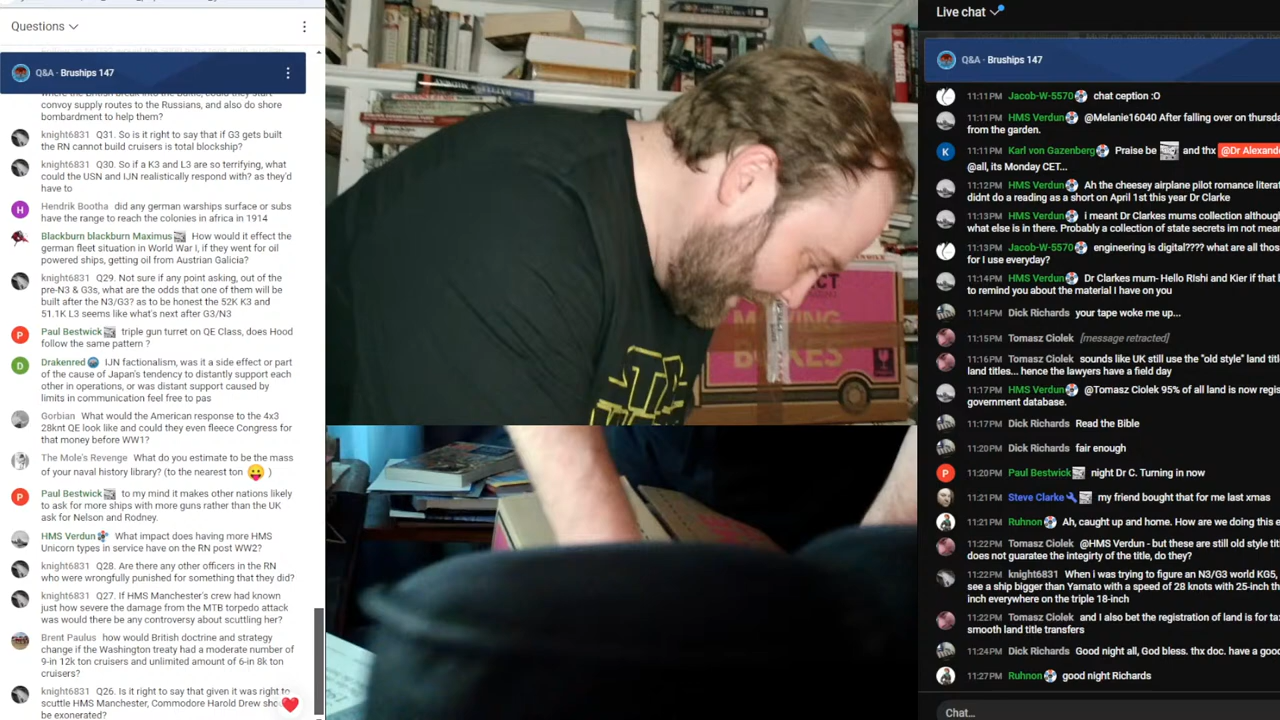 Questions
Q&A · Bruships 147
where the British break into the Baltic, could they start
convoy supply routes to the Russians, and also do shore
bombardment to help them?
knight6831 Q31. So is it right to say that if G3 gets built
the RN cannot build cruisers is total blockship?
knight6831 Q30. So if a K3 and L3 are so terrifying, what
could the USN and IJN realistically respond with? as they'd
have to
Hendrik Bootha did any german warships surface or subs
have the range to reach the colonies in africa in 1914
Blackburn blackburn Maximus How would it effect the
german fleet situation in World War I, if they went for oil
powered ships, getting oil from Austrian Galicia?
knight6831 Q29. Not sure if any point asking, out of the
pre-N3 & G3s, what are the odds that one of them will be
built after the N3/G3? as to be honest the 52K K3 and
51.1K L3 seems like what's next after G3/N3
Paul Bestwick triple gun turret on QE Class, does Hood
follow the same pattern ?
Drakenred IJN factionalism, was it a side effect or part
of the cause of Japan's tendency to distantly support each
other in operations, or was distant support caused by
limits in communication feel free to pas
Gorbian What would the American response to the 4x3
28knt QE look like and could they even fleece Congress for
that money before WW1?
The Mole's Revenge What do you estimate to be the mass
of your naval history library? (to the nearest ton 😛 )
Paul Bestwick to my mind it makes other nations likely
to ask for more ships with more guns rather than the UK
ask for Nelson and Rodney.
HMS Verdun What impact does having more HMS
Unicorn types in service have on the RN post WW2?
knight6831 Q28. Are there any other officers in the RN
who were wrongfully punished for something that they did?
knight6831 Q27. If HMS Manchester's crew had known
just how severe the damage from the MTB torpedo attack
was would there be any controversy about scuttling her?
Brent Paulus how would British doctrine and strategy
change if the Washington treaty had a moderate number of
9-in 12k ton cruisers and unlimited amount of 6-in 8k ton
cruisers?
knight6831 Q26. Is it right to say that given it was right to
scuttle HMS Manchester, Commodore Harold Drew sho
be exonerated?
MOVING
BOXES
Live chat
Q&A · Bruships 147
11:11PM Jacob-W-5570 chat ception :O
11:11PM HMS Verdun @Melanie16040 After falling over on thursda
from the garden.
11:11PM Karl von Gazenberg Praise be and thx @Dr Alexande
@all, its Monday CET...
11:12PM HMS Verdun Ah the cheesey airplane pilot romance literat
didnt do a reading as a short on April 1st this year Dr Clarke
11:13PM HMS Verdun i meant Dr Clarkes mums collection althoug
what else is in there. Probably a collection of state secrets im not mean
11:13PM Jacob-W-5570 engineering is digital???? what are all thos
for I use everyday?
11:14PM HMS Verdun Dr Clarkes mum- Hello RIshi and Kier if that l
to remind you about the material I have on you
11:14PM Dick Richards your tape woke me up...
11:15PM Tomasz Ciolek [message retracted]
11:16PM Tomasz Ciolek sounds like UK still use the "old style" land titl
land titles... hence the lawyers have a field day
11:17PM HMS Verdun @Tomasz Ciolek 95% of all land is now regis
government database.
11:17PM Dick Richards Read the Bible
11:20PM Dick Richards fair enough
11:20PM Paul Bestwick night Dr C. Turning in now
11:21PM Steve Clarke my friend bought that for me last xmas
11:21PM Ruhnon Ah, caught up and home. How are we doing this e
11:22PM Tomasz Ciolek @HMS Verdun - but these are still old style titl
does not guaratee the integirty of the title, do they?
11:22PM knight6831 When i was trying to figure an N3/G3 world KG5,
see a ship bigger than Yamato with a speed of 28 knots with 25-inch th
inch everywhere on the triple 18-inch
11:22PM Tomasz Ciolek and I also bet the registration of land is for tax
smooth land title transfers
11:24PM Dick Richards Good night all, God bless. thx doc. have a goo
11:27PM Ruhnon good night Richards
Chat...